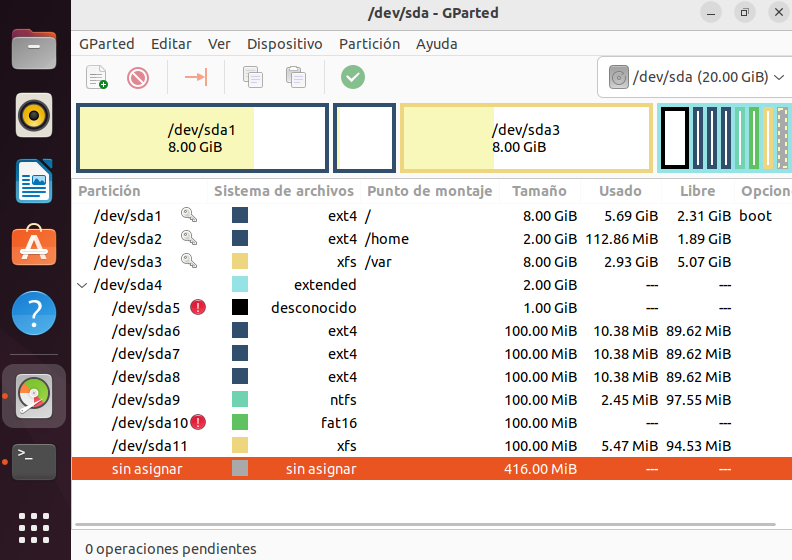 /dev/sda - GParted
GParted Editar Ver Dispositivo Partición Ayuda
/dev/sda (20.00 GiB)
/dev/sda1
8.00 GiB
/dev/sda3
8.00 GiB
Partición Sistema de archivos Punto de montaje Tamaño Usado Libre Opcion
/dev/sda1 ext4 / 8.00 GiB 5.69 GiB 2.31 GiB boot
/dev/sda2 ext4 /home 2.00 GiB 112.86 MiB 1.89 GiB
/dev/sda3 xfs /var 8.00 GiB 2.93 GiB 5.07 GiB
/dev/sda4 extended 2.00 GiB --- ---
/dev/sda5 desconocido 1.00 GiB --- ---
/dev/sda6 ext4 100.00 MiB 10.38 MiB 89.62 MiB
/dev/sda7 ext4 100.00 MiB 10.38 MiB 89.62 MiB
/dev/sda8 ext4 100.00 MiB 10.38 MiB 89.62 MiB
/dev/sda9 ntfs 100.00 MiB 2.45 MiB 97.55 MiB
/dev/sda10 fat16 100.00 MiB --- ---
/dev/sda11 xfs 100.00 MiB 5.47 MiB 94.53 MiB
sin asignar sin asignar 416.00 MiB --- ---
0 operaciones pendientes